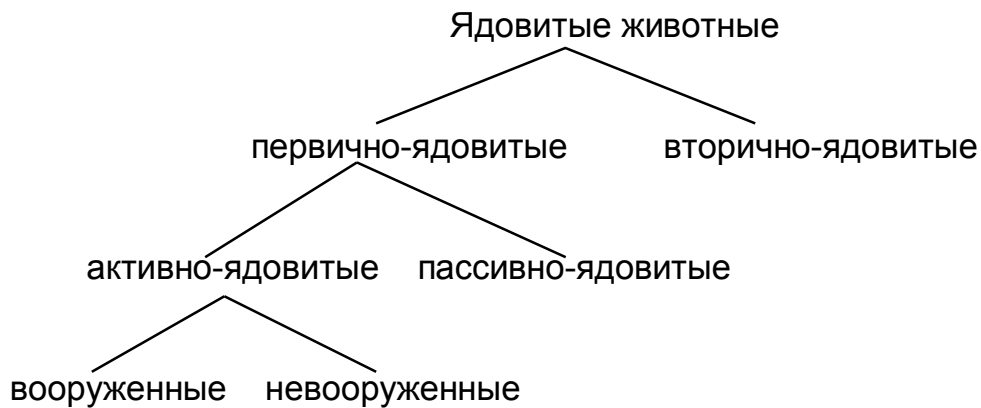 Ядовитые животные
первично-ядовитые вторично-ядовитые
активно-ядовитые пассивно-ядовитые
вооруженные невооруженные